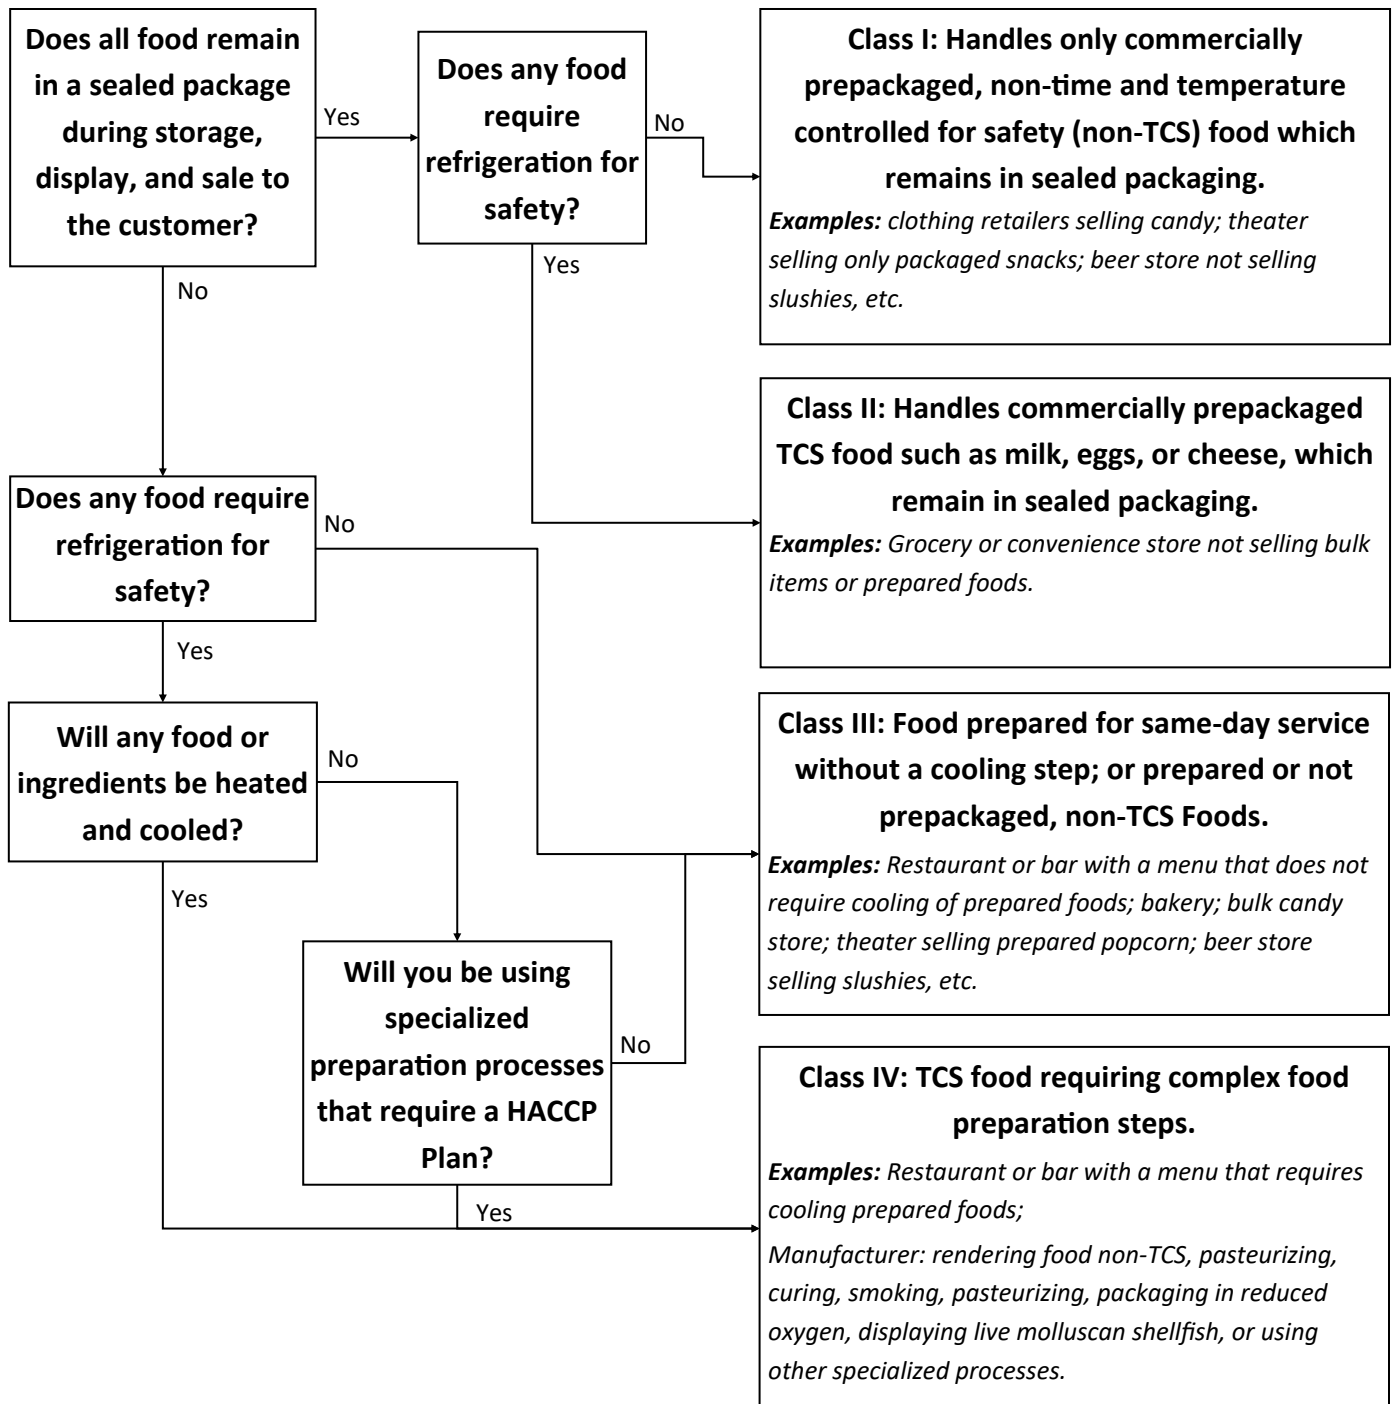 Does all food remain
in a sealed package
during storage,
display, and sale to
the customer?
Yes
No
Does any food
require
refrigeration for
safety?
No
Yes
Class I: Handles only commercially
prepackaged, non-time and temperature
controlled for safety (non-TCS) food which
remains in sealed packaging.
Examples: clothing retailers selling candy; theater
selling only packaged snacks; beer store not selling
slushies, etc.
Class II: Handles commercially prepackaged
TCS food such as milk, eggs, or cheese, which
remain in sealed packaging.
Examples: Grocery or convenience store not selling bulk
items or prepared foods.
Does any food require
refrigeration for
safety?
No
Yes
Will any food or
ingredients be heated
and cooled?
No
Yes
Class III: Food prepared for same-day service
without a cooling step; or prepared or not
prepackaged, non-TCS Foods.
Examples: Restaurant or bar with a menu that does not
require cooling of prepared foods; bakery; bulk candy
store; theater selling prepared popcorn; beer store
selling slushies, etc.
Will you be using
specialized
preparation processes
that require a HACCP
Plan?
No
Yes
Class IV: TCS food requiring complex food
preparation steps.
Examples: Restaurant or bar with a menu that requires
cooling prepared foods;
Manufacturer: rendering food non-TCS, pasteurizing,
curing, smoking, pasteurizing, packaging in reduced
oxygen, displaying live molluscan shellfish, or using
other specialized processes.